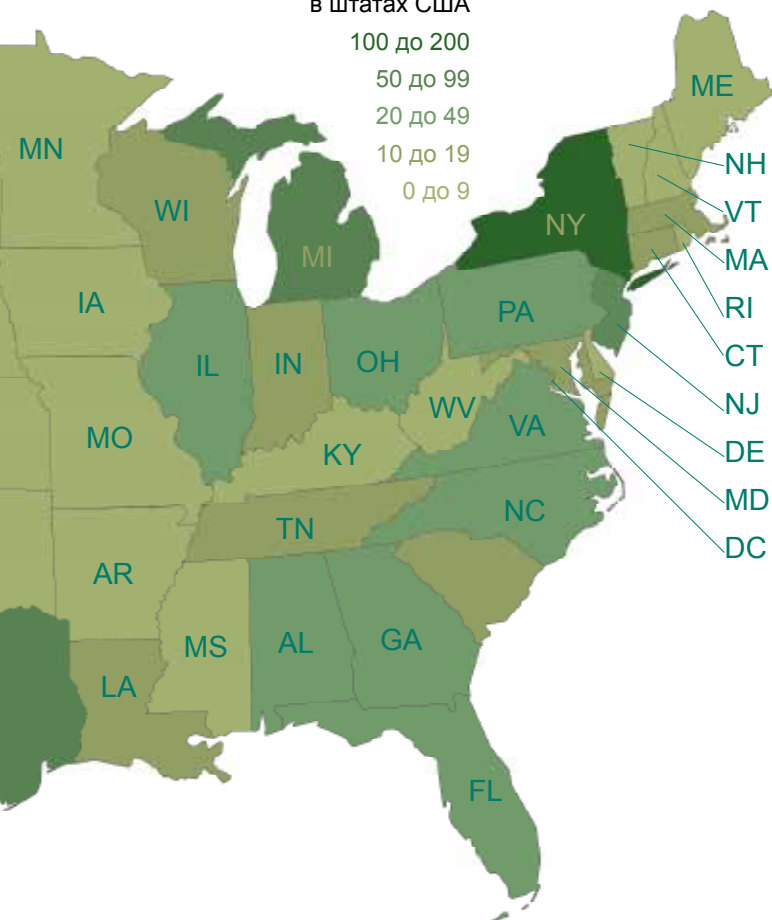 в штатах США
100 до 200
50 до 99
20 до 49
10 до 19
0 до 9
ME
MN
NH
WI
VT
NY
MI
MA
IA
RI
PA
CT
IL
IN
OH
NJ
WV
VA
MO
DE
KY
MD
NC
TN
DC
AR
MS
AL
GA
LA
FL